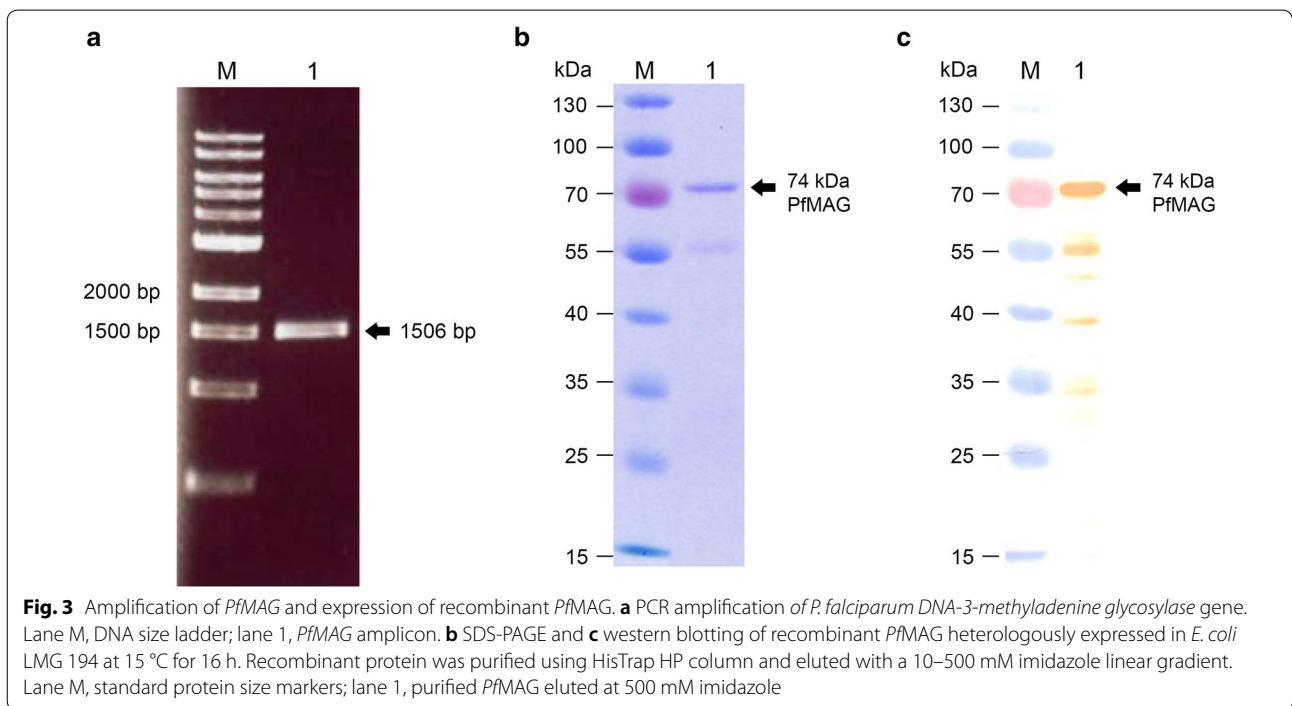 a
M 1
2000 bp
1500 bp
1506 bp
b
kDa M 1
130
100
70
55
40
35
25
15
74 kDa
PfMAG
c
kDa M 1
130
100
70
55
40
35
25
15
74 kDa
PfMAG
Fig. 3 Amplification of PfMAG and expression of recombinant PfMAG. a PCR amplification of P. falciparum DNA-3-methyladenine glycosylase gene.
Lane M, DNA size ladder; lane 1, PfMAG amplicon. b SDS-PAGE and c western blotting of recombinant PfMAG heterologously expressed in E. coli
LMG 194 at 15 °C for 16 h. Recombinant protein was purified using HisTrap HP column and eluted with a 10–500 mM imidazole linear gradient.
Lane M, standard protein size markers; lane 1, purified PfMAG eluted at 500 mM imidazole